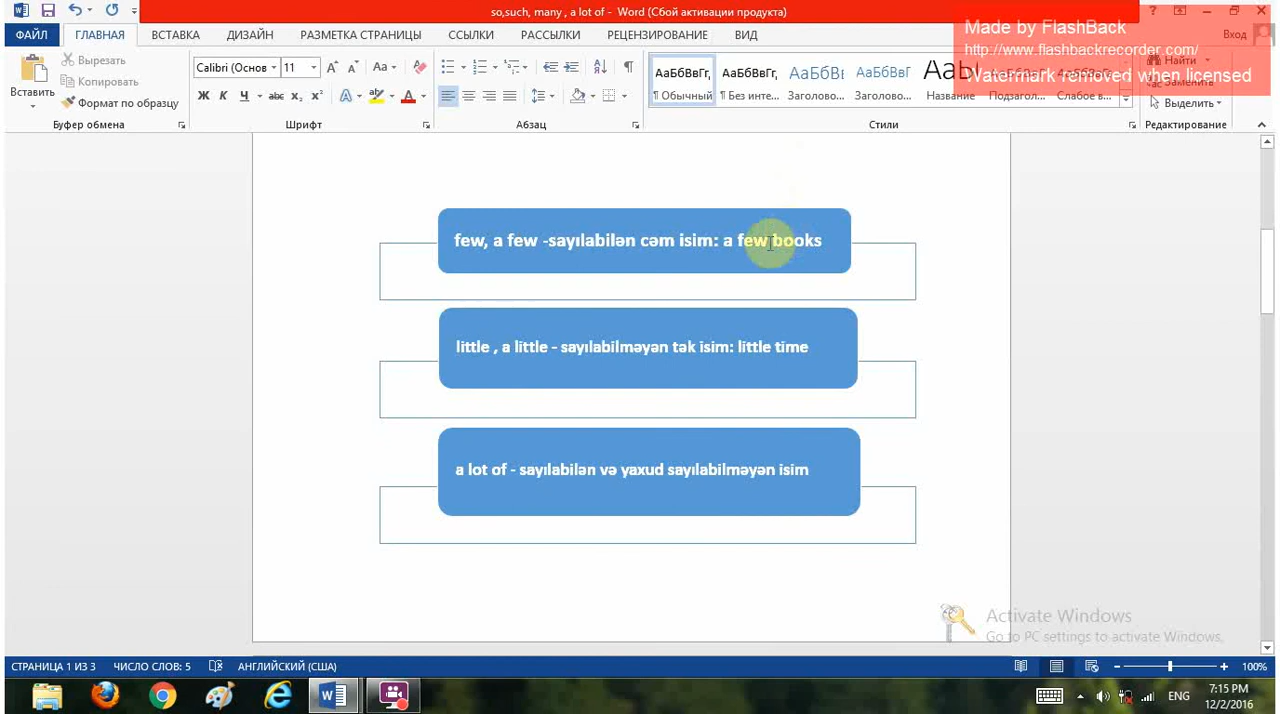 so,such, many , a lot of - Word (Сбой активации продукта)
Made by FlashBack
http://www.flashbackrecorder.com/
Watermark removed when licensed
ФАЙЛ ГЛАВНАЯ ВСТАВКА ДИЗАЙН РАЗМЕТКА СТРАНИЦЫ ССЫЛКИ РАССЫЛКИ РЕЦЕНЗИРОВАНИЕ ВИД Вход
Вставить
Вырезать
Копировать
Формат по образцу
Буфер обмена
Calibri (Основ 11
Шрифт
Абзац
АаБбВвГг, АаБбВвГг, АаБбВı АаБбВвГ
¶ Обычный ¶ Без инте... Заголово... Заголово... Название Подзагол... Слабое в...
Стили
Найти
Заменить
Выделить
Редактирование
few, a few -sayılabilən cəm isim: a few books
little , a little - sayılabilməyən tək isim: little time
a lot of - sayılabilən və yaxud sayılabilməyən isim
Activate Windows
Go to PC settings to activate Windows.
СТРАНИЦА 1 ИЗ 3 ЧИСЛО СЛОВ: 5 АНГЛИЙСКИЙ (США) 100%
ENG 7:15 PM
12/2/2016